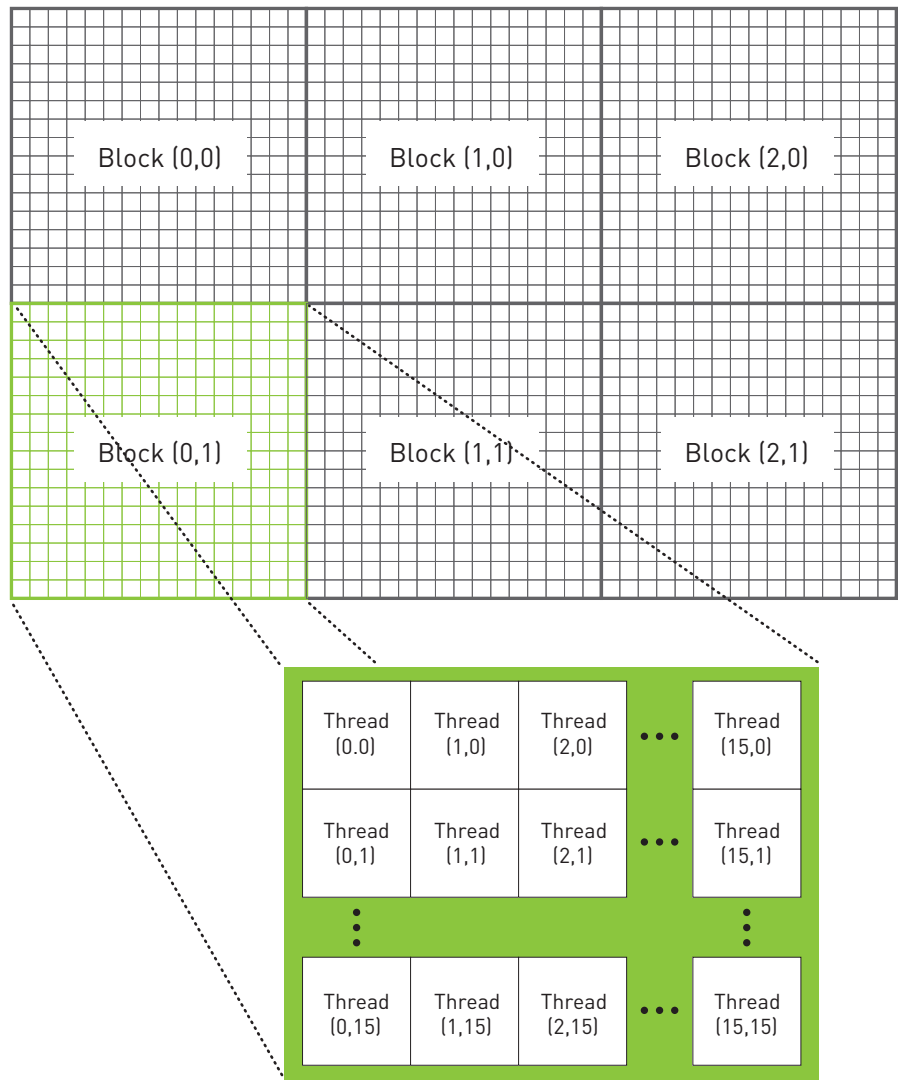 Block (0,0)
Block (1,0)
Block (2,0)
Block (0,1)
Block (1,1)
Block (2,1)
Thread
(0.0)
Thread
(1,0)
Thread
(2,0)
Thread
(15,0)
Thread
(0,1)
Thread
(1,1)
Thread
(2,1)
Thread
(15,1)
Thread
(0,15)
Thread
(1,15)
Thread
(2,15)
Thread
(15,15)